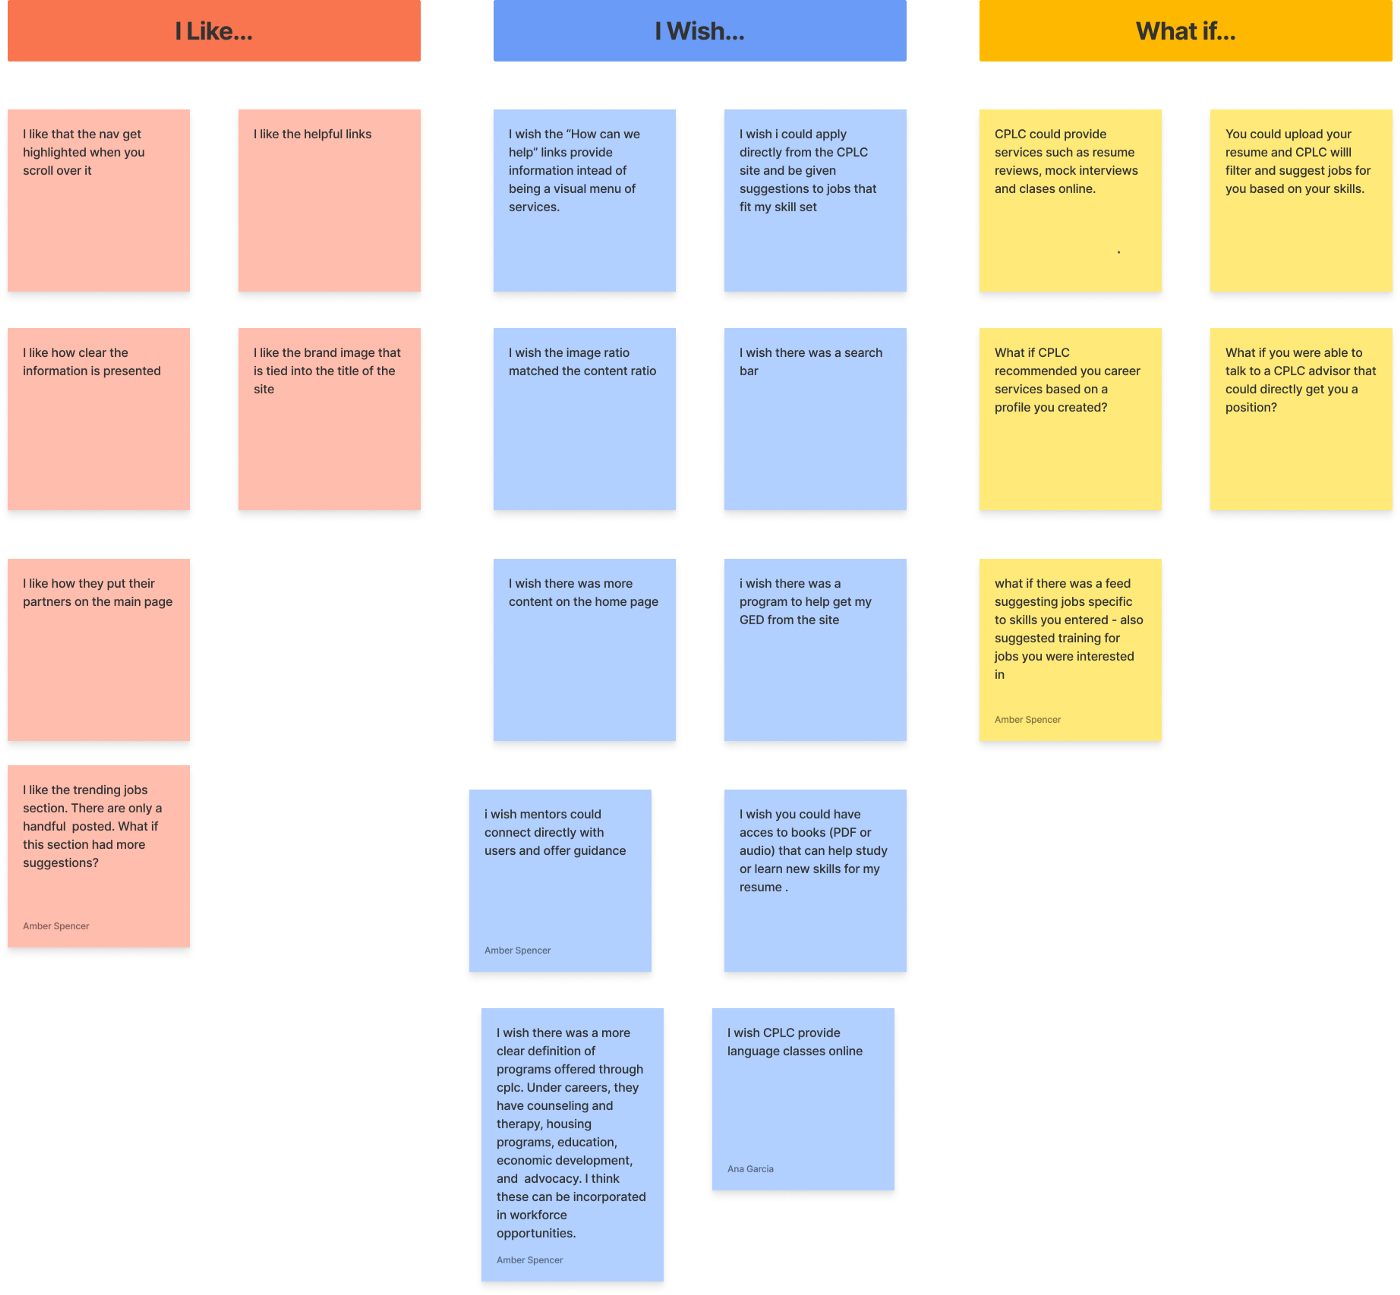 I Like...
I like that the nav get
highlighted when you
scroll over it
I like the helpful links
I like how clear the
information is presented
I like the brand image that
is tied into the title of the
site
I like how they put their
partners on the main page
I like the trending jobs
section. There are only a
handful  posted. What if
this section had more
suggestions?
Amber Spencer
I Wish...
I wish the “How can we
help” links provide
information intead of
being a visual menu of
services.
I wish i could apply
directly from the CPLC
site and be given
suggestions to jobs that
fit my skill set
I wish the image ratio
matched the content ratio
I wish there was a search
bar
I wish there was more
content on the home page
i wish there was a
program to help get my
GED from the site
i wish mentors could
connect directly with
users and offer guidance
Amber Spencer
I wish you could have
acces to books (PDF or
audio) that can help study
or learn new skills for my
resume .
I wish there was a more
clear definition of
programs offered through
cplc. Under careers, they
have counseling and
therapy, housing
programs, education,
economic development,
and  advocacy. I think
these can be incorporated
in workforce
opportunities.
Amber Spencer
I wish CPLC provide
language classes online
Ana Garcia
What if...
CPLC could provide
services such as resume
reviews, mock interviews
and clases online.
.
You could upload your
resume and CPLC willl
filter and suggest jobs for
you based on your skills.
What if CPLC
recommended you career
services based on a
profile you created?
What if you were able to
talk to a CPLC advisor that
could directly get you a
position?
what if there was a feed
suggesting jobs specific
to skills you entered - also
suggested training for
jobs you were interested
in
Amber Spencer